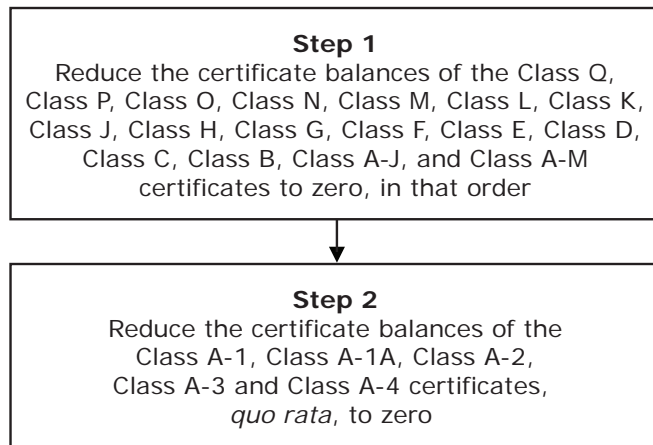 Step 1
Reduce the certificate balances of the Class Q,
Class P, Class O, Class N, Class M, Class L, Class K,
Class J, Class H, Class G, Class F, Class E, Class D,
Class C, Class B, Class A-J, and Class A-M
certificates to zero, in that order
Step 2
Reduce the certificate balances of the
Class A-1, Class A-1A, Class A-2,
Class A-3 and Class A-4 certificates,
quo rata, to zero